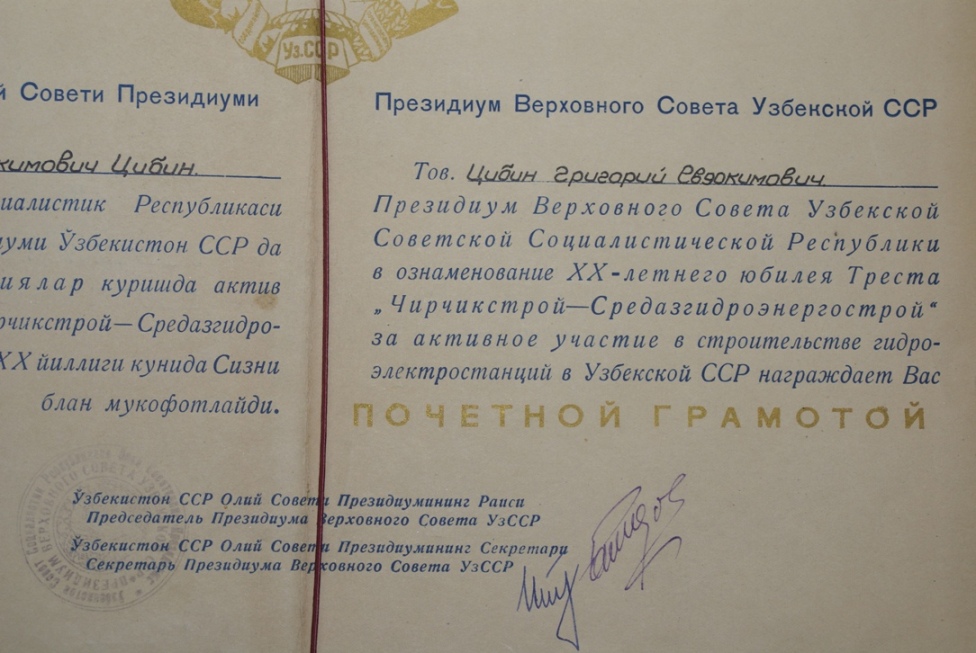 Уз.ССР
й Совети Президиуми
кимович Цибин
иалистик Республикаси
иуми Ўзбекистон ССР да
иялар куришда актив
рчикстрой—Средазгидро-
XX йиллиги кунида Сизни
блан мукофотлайди.
Президиум Верховного Совета Узбекской ССР
Тов. Цибин Григорий Евдокимович
Президиум Верховного Совета Узбекской
Советской Социалистической Республики
в ознаменование XX-летнего юбилея Треста
„Чирчикстрой—Средазгидроэнергострой“
за активное участие в строительстве гидро-
электростанций в Узбекской ССР награждает Вас
ПОЧЕТНОЙ ГРАМОТОЙ
Ўзбекистон ССР Олий Совети Президиумининг Раиси
Председатель Президиума Верховного Совета УзССР
Ўзбекистон ССР Олий Совети Президиумининг Секретари
Секретарь Президиума Верховного Совета УзССР